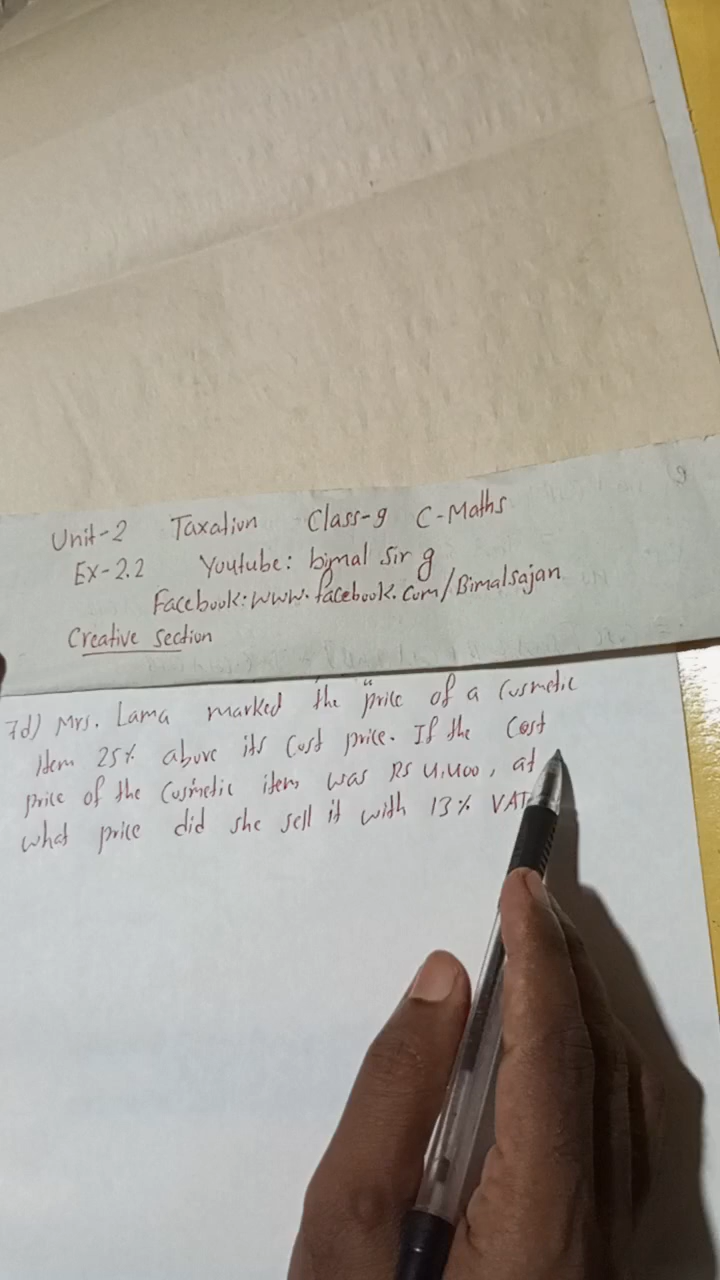 Unit-2 Taxation Class-9 C-Maths
Ex-2.2 Youtube: bimal sir g
Facebook: www.facebook.com/Bimalsajan
Creative section
7d) Mrs. Lama marked the price of a cosmetic
item 25% above its cost price. If the cost
price of the cosmetic item was Rs 4,400, at
what price did she sell it with 13% VAT